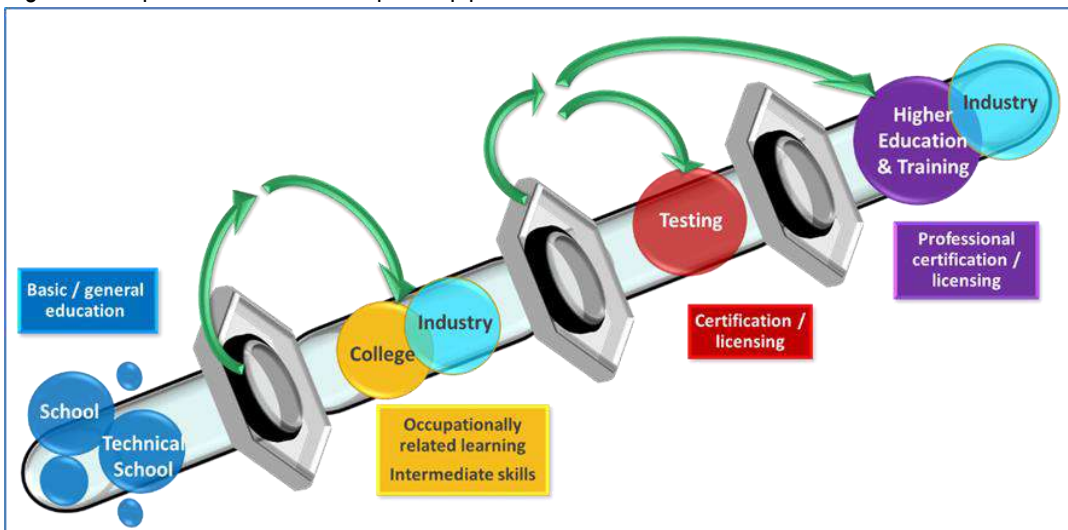 Higher
Education
& Training
Industry
Testing
Professional
certification /
licensing
Basic / general
education
Industry
College
Certification /
licensing
School
Technical
School
Occupationally
related learning
Intermediate skills